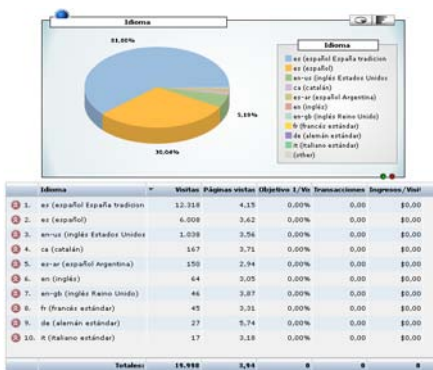 Idioma
61,60%
5,19%
30,04%
Idioma
es (español España tradicion
es (español)
en-us (inglés Estados Unidos
ca (catalán)
es-ar (español Argentina)
en (inglés)
en-gb (inglés Reino Unido)
fr (francés estándar)
de (alemán estándar)
it (italiano estándar)
(other)
Idioma Visitas Páginas vistas Objetivo 1/Vis Transacciones Ingresos/Visit
1. es (español España tradicion 12.318 4,15 0,00% 0,00 $0,00
2. es (español) 6.008 3,62 0,00% 0,00 $0,00
3. en-us (inglés Estados Unidos 1.038 3,56 0,00% 0,00 $0,00
4. ca (catalán) 167 3,71 0,00% 0,00 $0,00
5. es-ar (español Argentina) 150 2,94 0,00% 0,00 $0,00
6. en (inglés) 64 3,05 0,00% 0,00 $0,00
7. en-gb (inglés Reino Unido) 46 3,87 0,00% 0,00 $0,00
8. fr (francés estándar) 45 3,31 0,00% 0,00 $0,00
9. de (alemán estándar) 27 5,74 0,00% 0,00 $0,00
10. it (italiano estándar) 17 3,18 0,00% 0,00 $0,00
Totales: 19.998 3,94 0 0 0